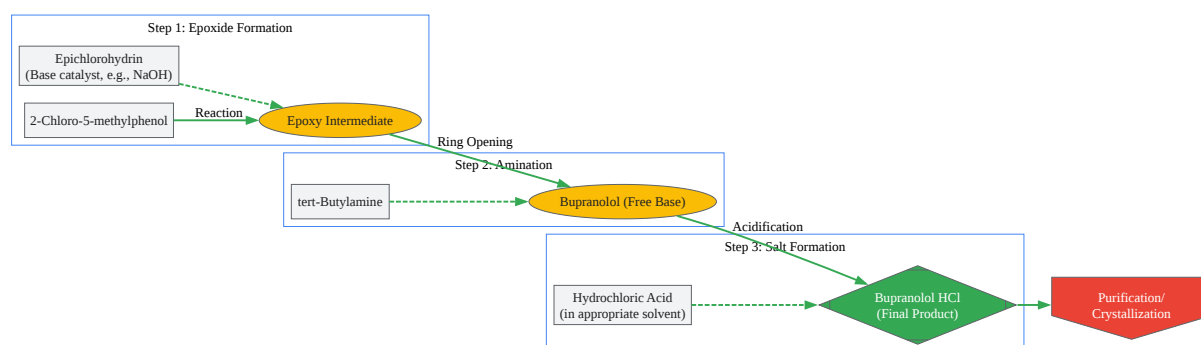 Step 1: Epoxide Formation
Epichlorohydrin
(Base catalyst, e.g., NaOH)
2-Chloro-5-methylphenol
Reaction
Epoxy Intermediate
Ring Opening
Step 2: Amination
tert-Butylamine
Bupranolol (Free Base)
Acidification
Step 3: Salt Formation
Hydrochloric Acid
(in appropriate solvent)
Bupranolol HCl
(Final Product)
Purification/
Crystallization